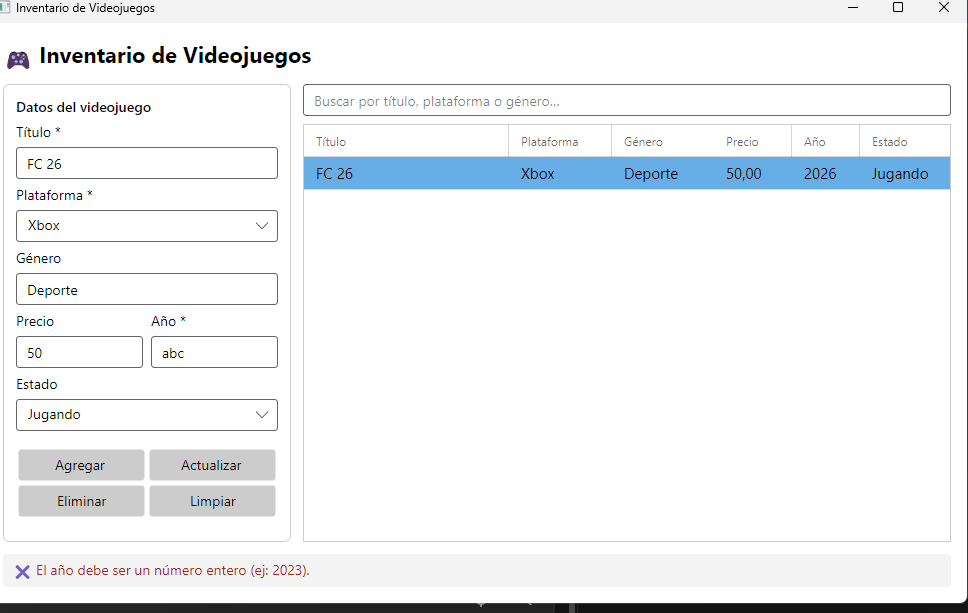 Inventario de Videojuegos
Inventario de Videojuegos
Datos del videojuego
Título *
FC 26
Plataforma *
Xbox
Género
Deporte
Precio Año *
50 abc
Estado
Jugando
Agregar Actualizar
Eliminar Limpiar
Buscar por título, plataforma o género...
Título Plataforma Género Precio Año Estado
FC 26 Xbox Deporte 50,00 2026 Jugando
El año debe ser un número entero (ej: 2023).